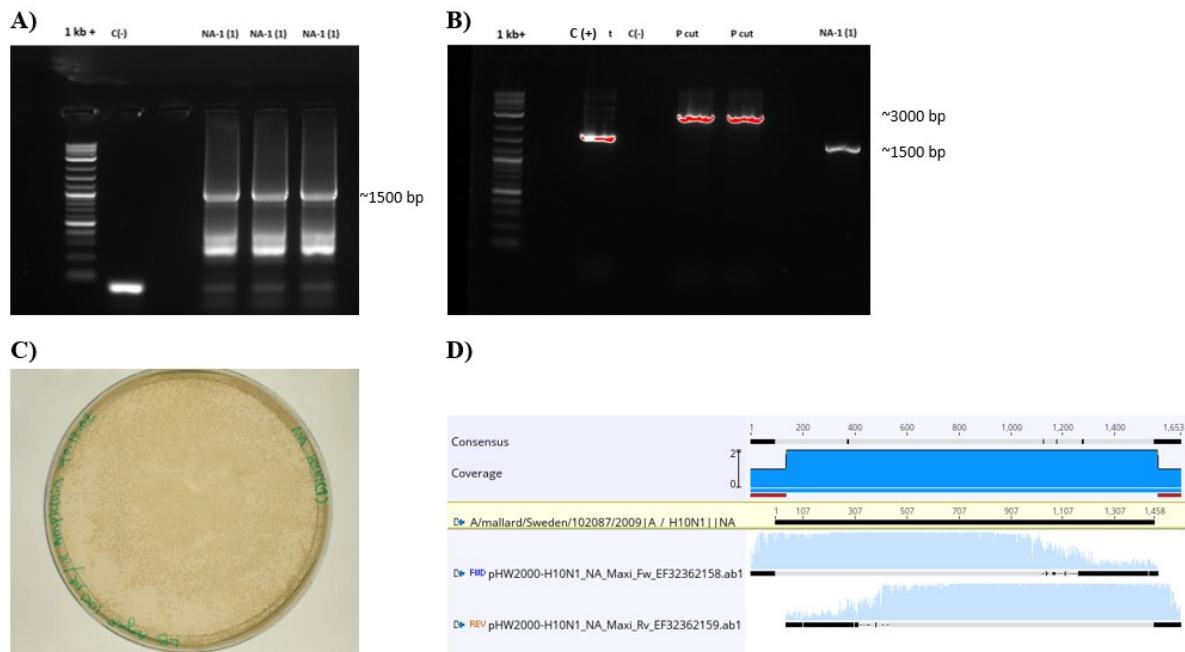 A)
1 kb + C(-) NA-1 (1) NA-1 (1) NA-1 (1)
~1500 bp
B)
1 kb+ C (+) t C(-) P cut P cut NA-1 (1)
~3000 bp
~1500 bp
C)
D)
1 200 400 600 800 1,000 1,200 1,400 1,653
Consensus
Coverage
2
0
1 107 307 507 707 907 1,107 1,307 1,458
A/mallard/Sweden/102087/2009|A_/_H10N1||NA
FWD pHW2000-H10N1_NA_Maxi_Fw_EF32362158.ab1
REV pHW2000-H10N1_NA_Maxi_Rv_EF32362159.ab1